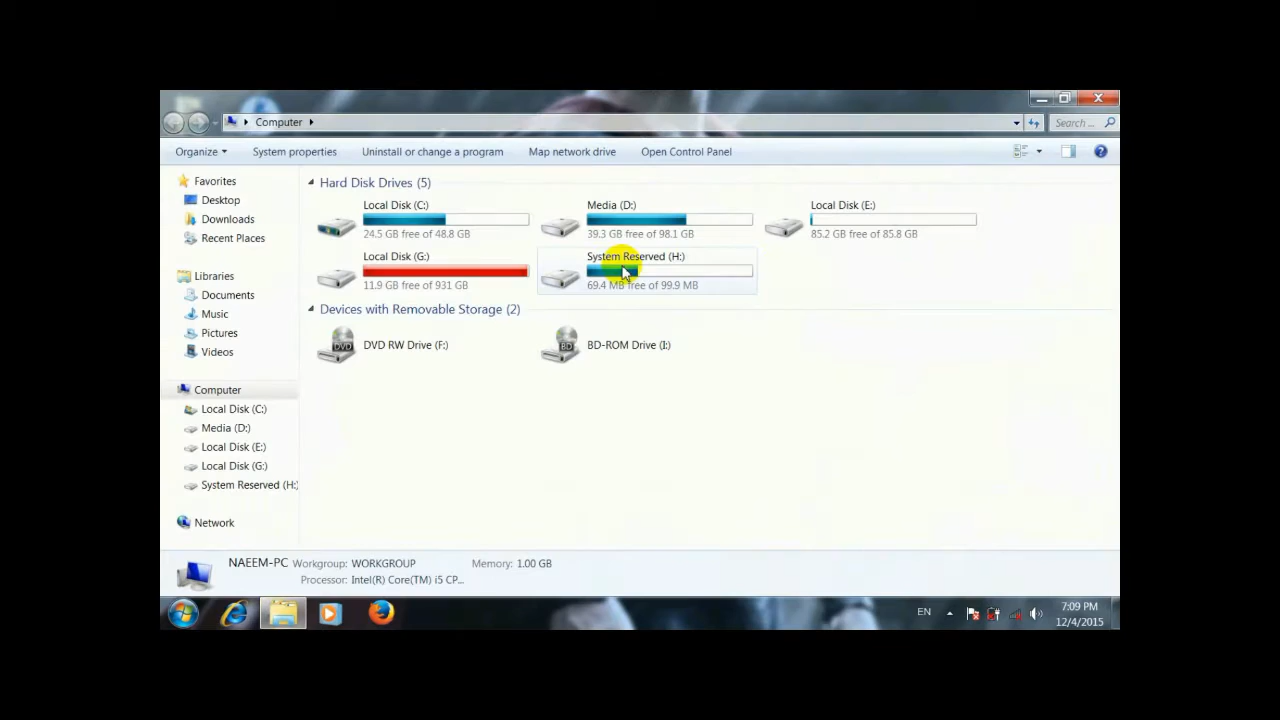 Computer
Search ...
Organize
System properties
Uninstall or change a program
Map network drive
Open Control Panel
Favorites
Desktop
Downloads
Recent Places
Libraries
Documents
Music
Pictures
Videos
Computer
Local Disk (C:)
Media (D:)
Local Disk (E:)
Local Disk (G:)
System Reserved (H:)
Network
Hard Disk Drives (5)
Local Disk (C:)
24.5 GB free of 48.8 GB
Media (D:)
39.3 GB free of 98.1 GB
Local Disk (E:)
85.2 GB free of 85.8 GB
Local Disk (G:)
11.9 GB free of 931 GB
System Reserved (H:)
69.4 MB free of 99.9 MB
Devices with Removable Storage (2)
DVD
DVD RW Drive (F:)
BD
BD-ROM Drive (I:)
NAEEM-PC
Workgroup: WORKGROUP
Memory: 1.00 GB
Processor: Intel(R) Core(TM) i5 CP...
EN
7:09 PM
12/4/2015